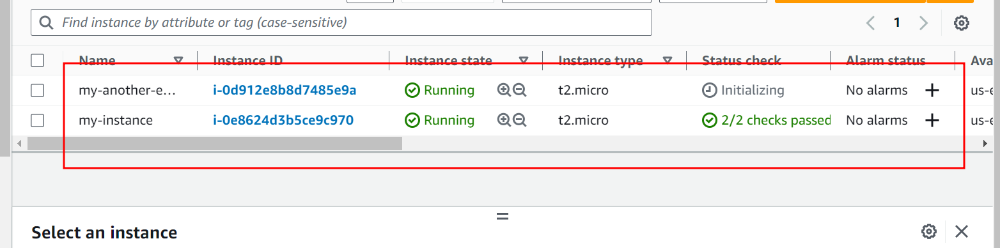 Find instance by attribute or tag (case-sensitive)
1
Name Instance ID Instance state Instance type Status check Alarm status Ava
my-another-e... i-0d912e8b8d7485e9a Running t2.micro Initializing No alarms us-e
my-instance i-0e8624d3b5ce9c970 Running t2.micro 2/2 checks passed No alarms us-e
Select an instance